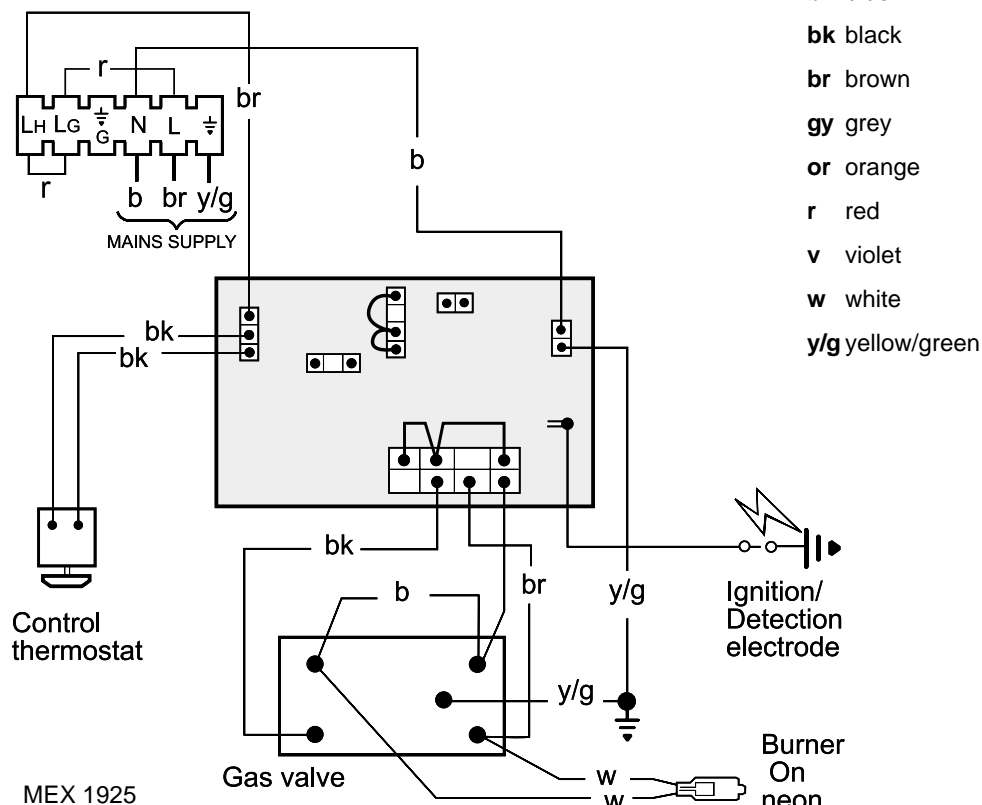 r
br
LH LG G N L
b
r
b br y/g
MAINS SUPPLY
bk
bk
bk black
br brown
gy grey
or orange
r red
v violet
w white
y/g yellow/green
Control
thermostat
bk
b
br
y/g
Ignition/
Detection
electrode
y/g
Gas valve
w
w
Burner
On
neon
MEX 1925